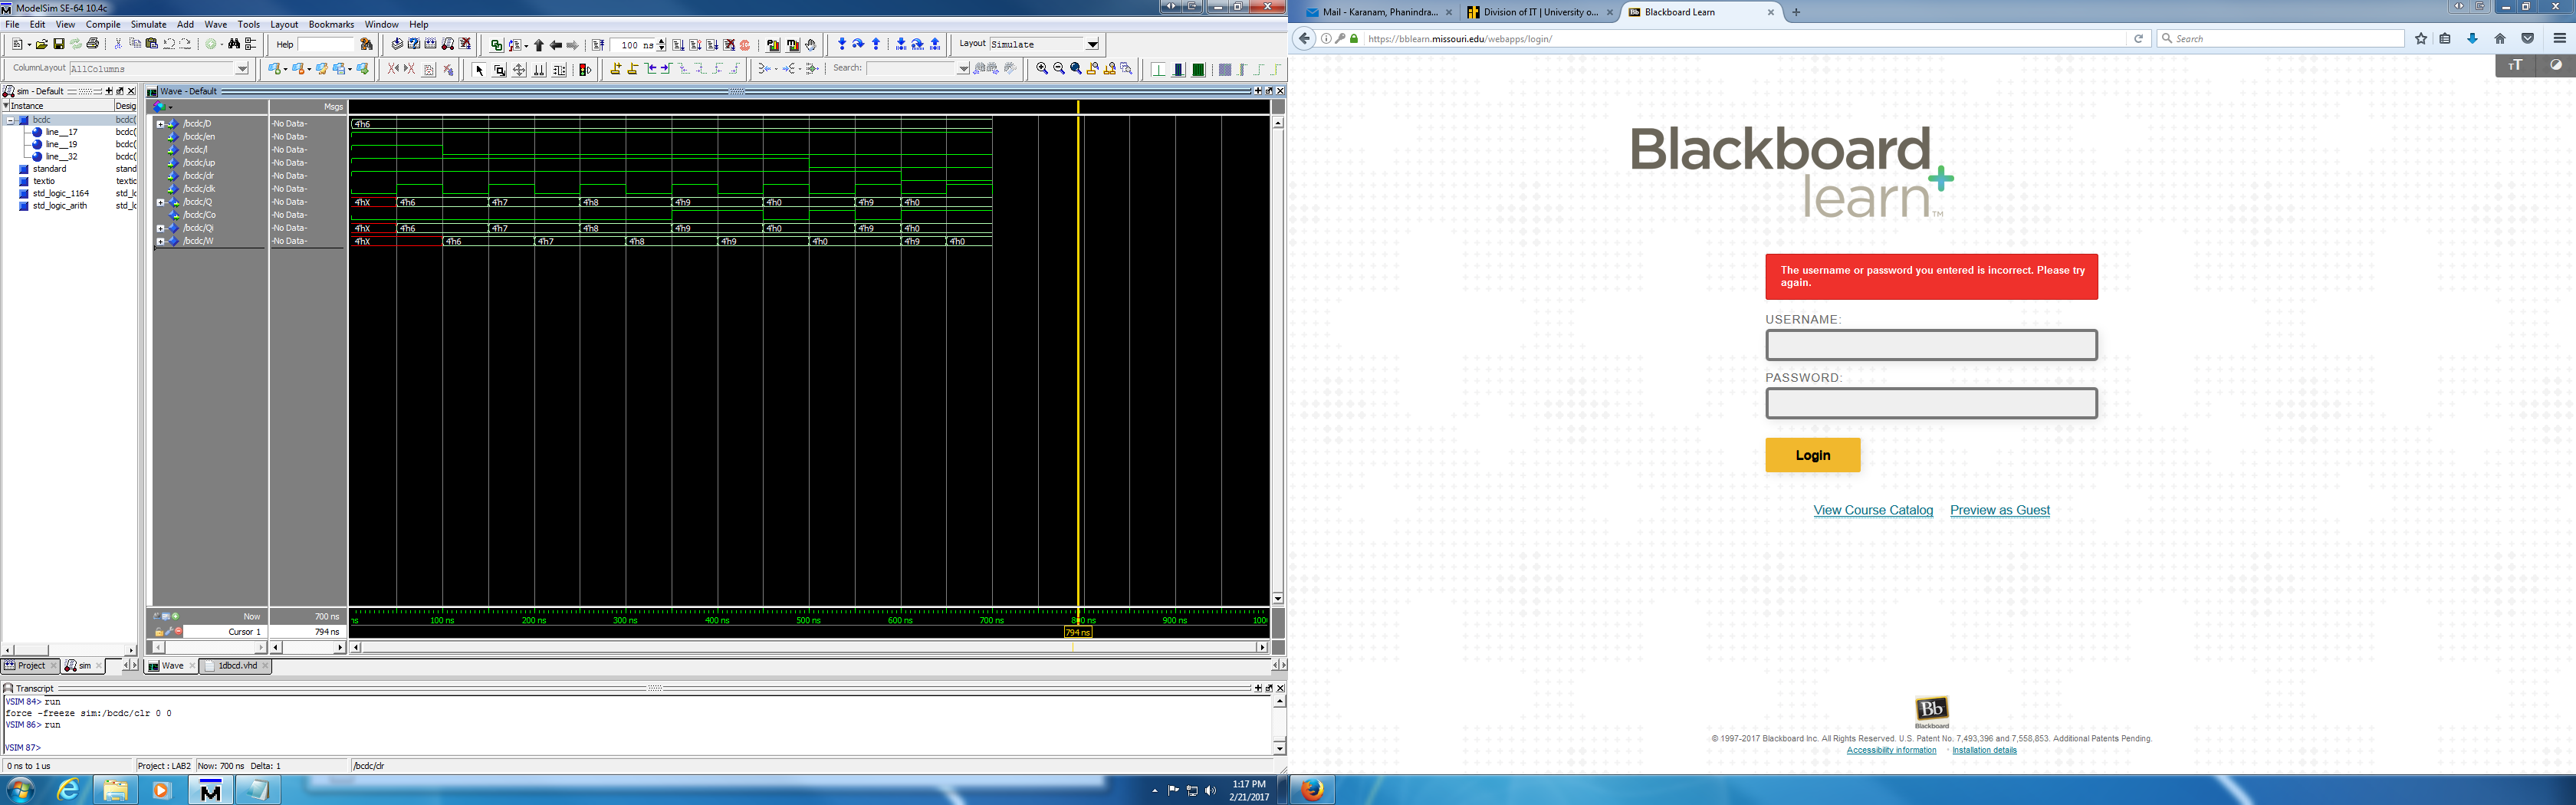 ModelSim SE-64 10.4c
File Edit View Compile Simulate Add Wave Tools Layout Bookmarks Window Help
Help
100 ns
Layout Simulate
ColumnLayout AllColumns
Search:
sim - Default
Instance Desig
bcdc bcdc(
line__17 bcdc(
line__19 bcdc(
line__32 bcdc(
standard stand
textio textic
std_logic_1164 std_lc
std_logic_arith std_lc
Wave - Default
Msgs
/bcdc/D -No Data- 4'h6
/bcdc/en -No Data-
/bcdc/l -No Data-
/bcdc/up -No Data-
/bcdc/clr -No Data-
/bcdc/clk -No Data-
/bcdc/Q -No Data- 4'hX 4'h6 4'h7 4'h8 4'h9 4'h0 4'h9 4'h0
/bcdc/Co -No Data-
/bcdc/Qi -No Data- 4'hX 4'h6 4'h7 4'h8 4'h9 4'h0 4'h9 4'h0
/bcdc/W -No Data- 4'hX 4'h6 4'h7 4'h8 4'h9 4'h0 4'h9 4'h0
Now 700 ns
ns 100 ns 200 ns 300 ns 400 ns 500 ns 600 ns 700 ns 800 ns 900 ns 1000
Cursor 1 794 ns
794 ns
Project sim Wave 1dbcd.vhd
Transcript
VSIM 84> run
force -freeze sim:/bcdc/clr 0 0
VSIM 86> run
VSIM 87>
0 ns to 1 us Project : LAB2 Now: 700 ns Delta: 1 /bcdc/clr
1:17 PM
2/21/2017
Mail - Karanam, Phanindra... Division of IT | University o... Blackboard Learn
https://bblearn.missouri.edu/webapps/login/
Search
TT
Blackboard
learn+ TM
The username or password you entered is incorrect. Please try
again.
USERNAME:
PASSWORD:
Login
View Course Catalog Preview as Guest
Bb
Blackboard
© 1997-2017 Blackboard Inc. All Rights Reserved. U.S. Patent No. 7,493,396 and 7,558,853. Additional Patents Pending.
Accessibility information · Installation details